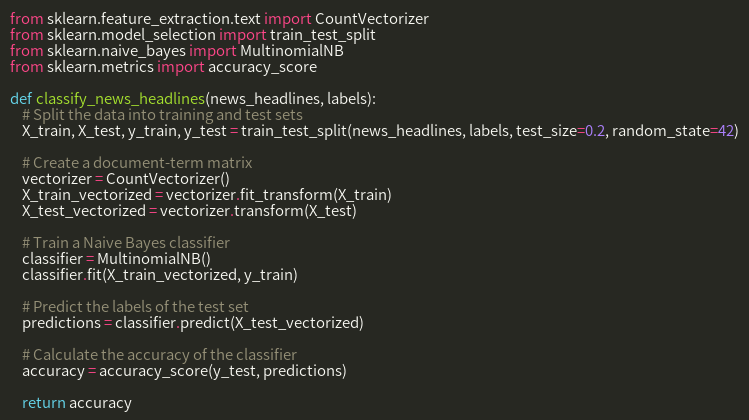 from sklearn.feature_extraction.text import CountVectorizer
from sklearn.model_selection import train_test_split
from sklearn.naive_bayes import MultinomialNB
from sklearn.metrics import accuracy_score

def classify_news_headlines(news_headlines, labels):
    # Split the data into training and test sets
    X_train, X_test, y_train, y_test = train_test_split(news_headlines, labels, test_size=0.2, random_state=42)

    # Create a document-term matrix
    vectorizer = CountVectorizer()
    X_train_vectorized = vectorizer.fit_transform(X_train)
    X_test_vectorized = vectorizer.transform(X_test)

    # Train a Naive Bayes classifier
    classifier = MultinomialNB()
    classifier.fit(X_train_vectorized, y_train)

    # Predict the labels of the test set
    predictions = classifier.predict(X_test_vectorized)

    # Calculate the accuracy of the classifier
    accuracy = accuracy_score(y_test, predictions)

    return accuracy